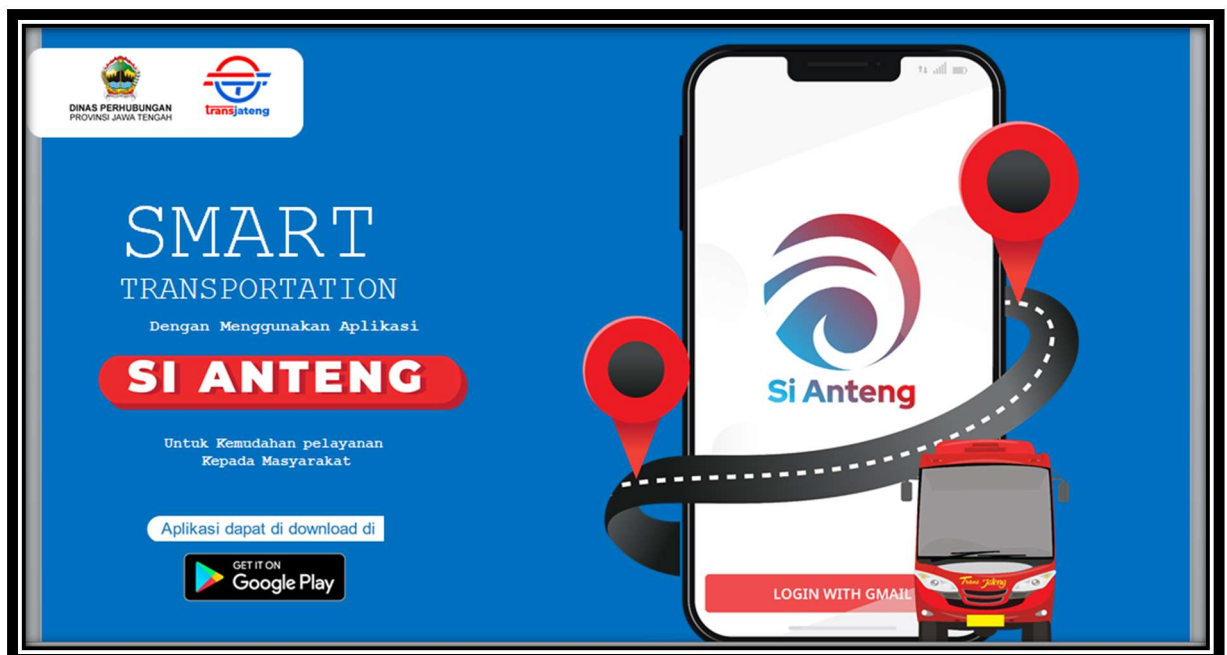 DINAS PERHUBUNGAN
PROVINSI JAWA TENGAH
transjateng
SMART
TRANSPORTATION
Dengan Menggunakan Aplikasi
SI ANTENG
Untuk Kemudahan pelayanan
Kepada Masyarakat
Aplikasi dapat di download di
GET IT ON
Google Play
Si Anteng
LOGIN WITH GMAIL
Trans Jateng